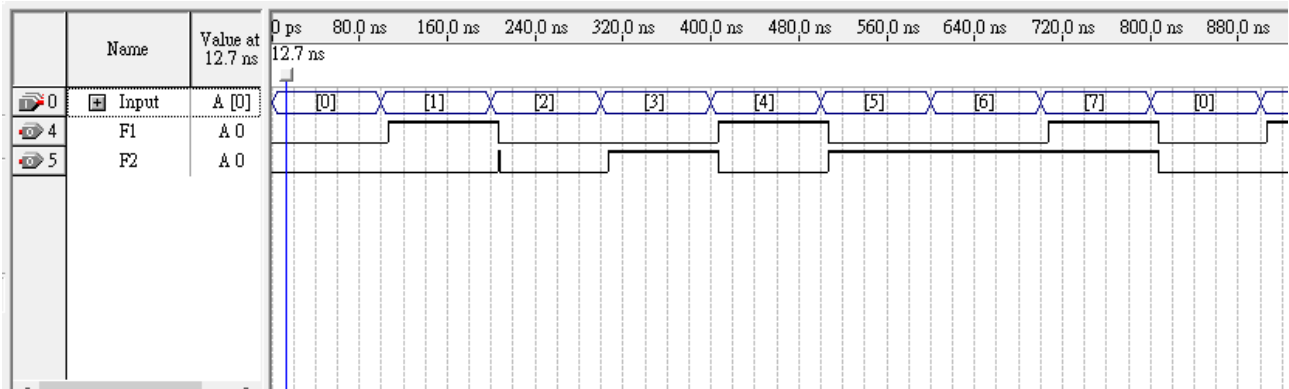 Name
Value at
12.7 ns
0 ps 80.0 ns 160.0 ns 240.0 ns 320.0 ns 400.0 ns 480.0 ns 560.0 ns 640.0 ns 720.0 ns 800.0 ns 880.0 ns
12.7 ns
0 Input A [0] [0] [1] [2] [3] [4] [5] [6] [7] [0]
4 F1 A 0
5 F2 A 0